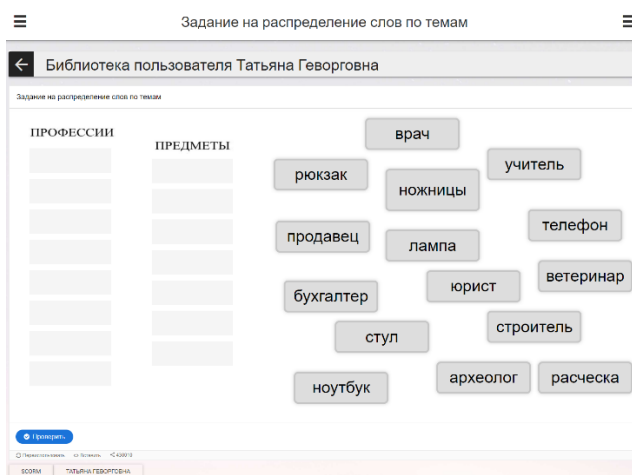 Задание на распределение слов по темам
Библиотека пользователя Татьяна Геворговна
Задание на распределение слов по темам
ПРОФЕССИИ
ПРЕДМЕТЫ
врач
учитель
рюкзак
ножницы
телефон
продавец
лампа
ветеринар
юрист
бухгалтер
строитель
стул
археолог
расческа
ноутбук
Проверить
Переиспользовать
SCORM ТАТЬЯНА ГЕВОРГОВНА